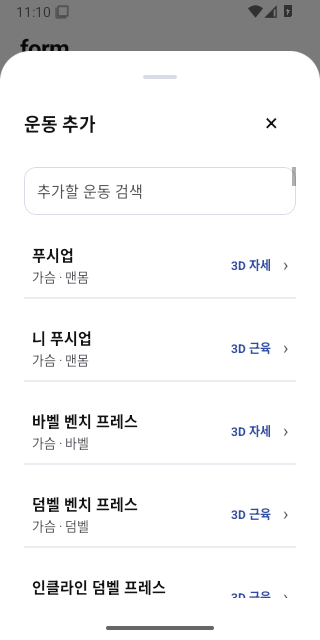 11:10
form
운동 추가
×
추가할 운동 검색
푸시업
가슴 · 맨몸
3D 자세 ›
니 푸시업
가슴 · 맨몸
3D 근육 ›
바벨 벤치 프레스
가슴 · 바벨
3D 자세 ›
덤벨 벤치 프레스
가슴 · 덤벨
3D 근육 ›
인클라인 덤벨 프레스
3D 근육 ›